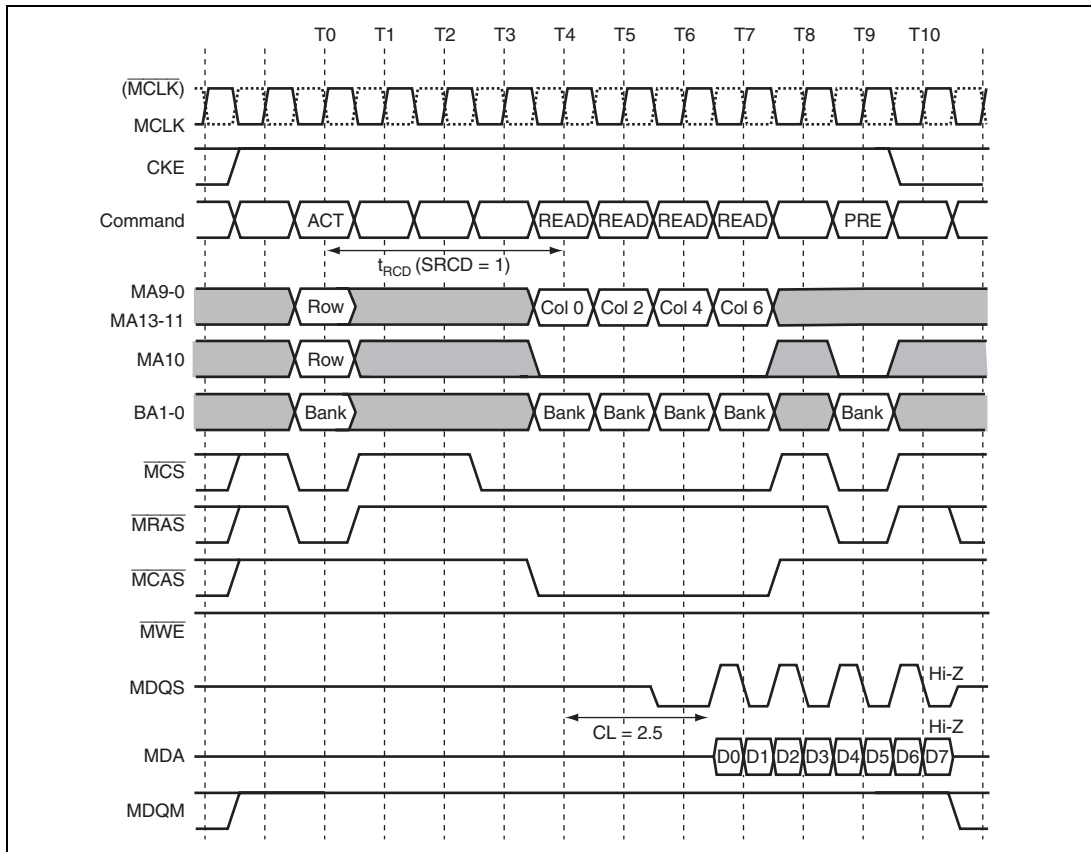 T0 T1 T2 T3 T4 T5 T6 T7 T8 T9 T10
(MCLK)
MCLK
CKE
Command ACT READ READ READ READ PRE
tRCD (SRCD = 1)
MA9-0
MA13-11
Row Col 0 Col 2 Col 4 Col 6
MA10 Row
BA1-0 Bank Bank Bank Bank Bank Bank
MCS
MRAS
MCAS
MWE
MDQS Hi-Z
CL = 2.5
Hi-Z
MDA D0 D1 D2 D3 D4 D5 D6 D7
MDQM